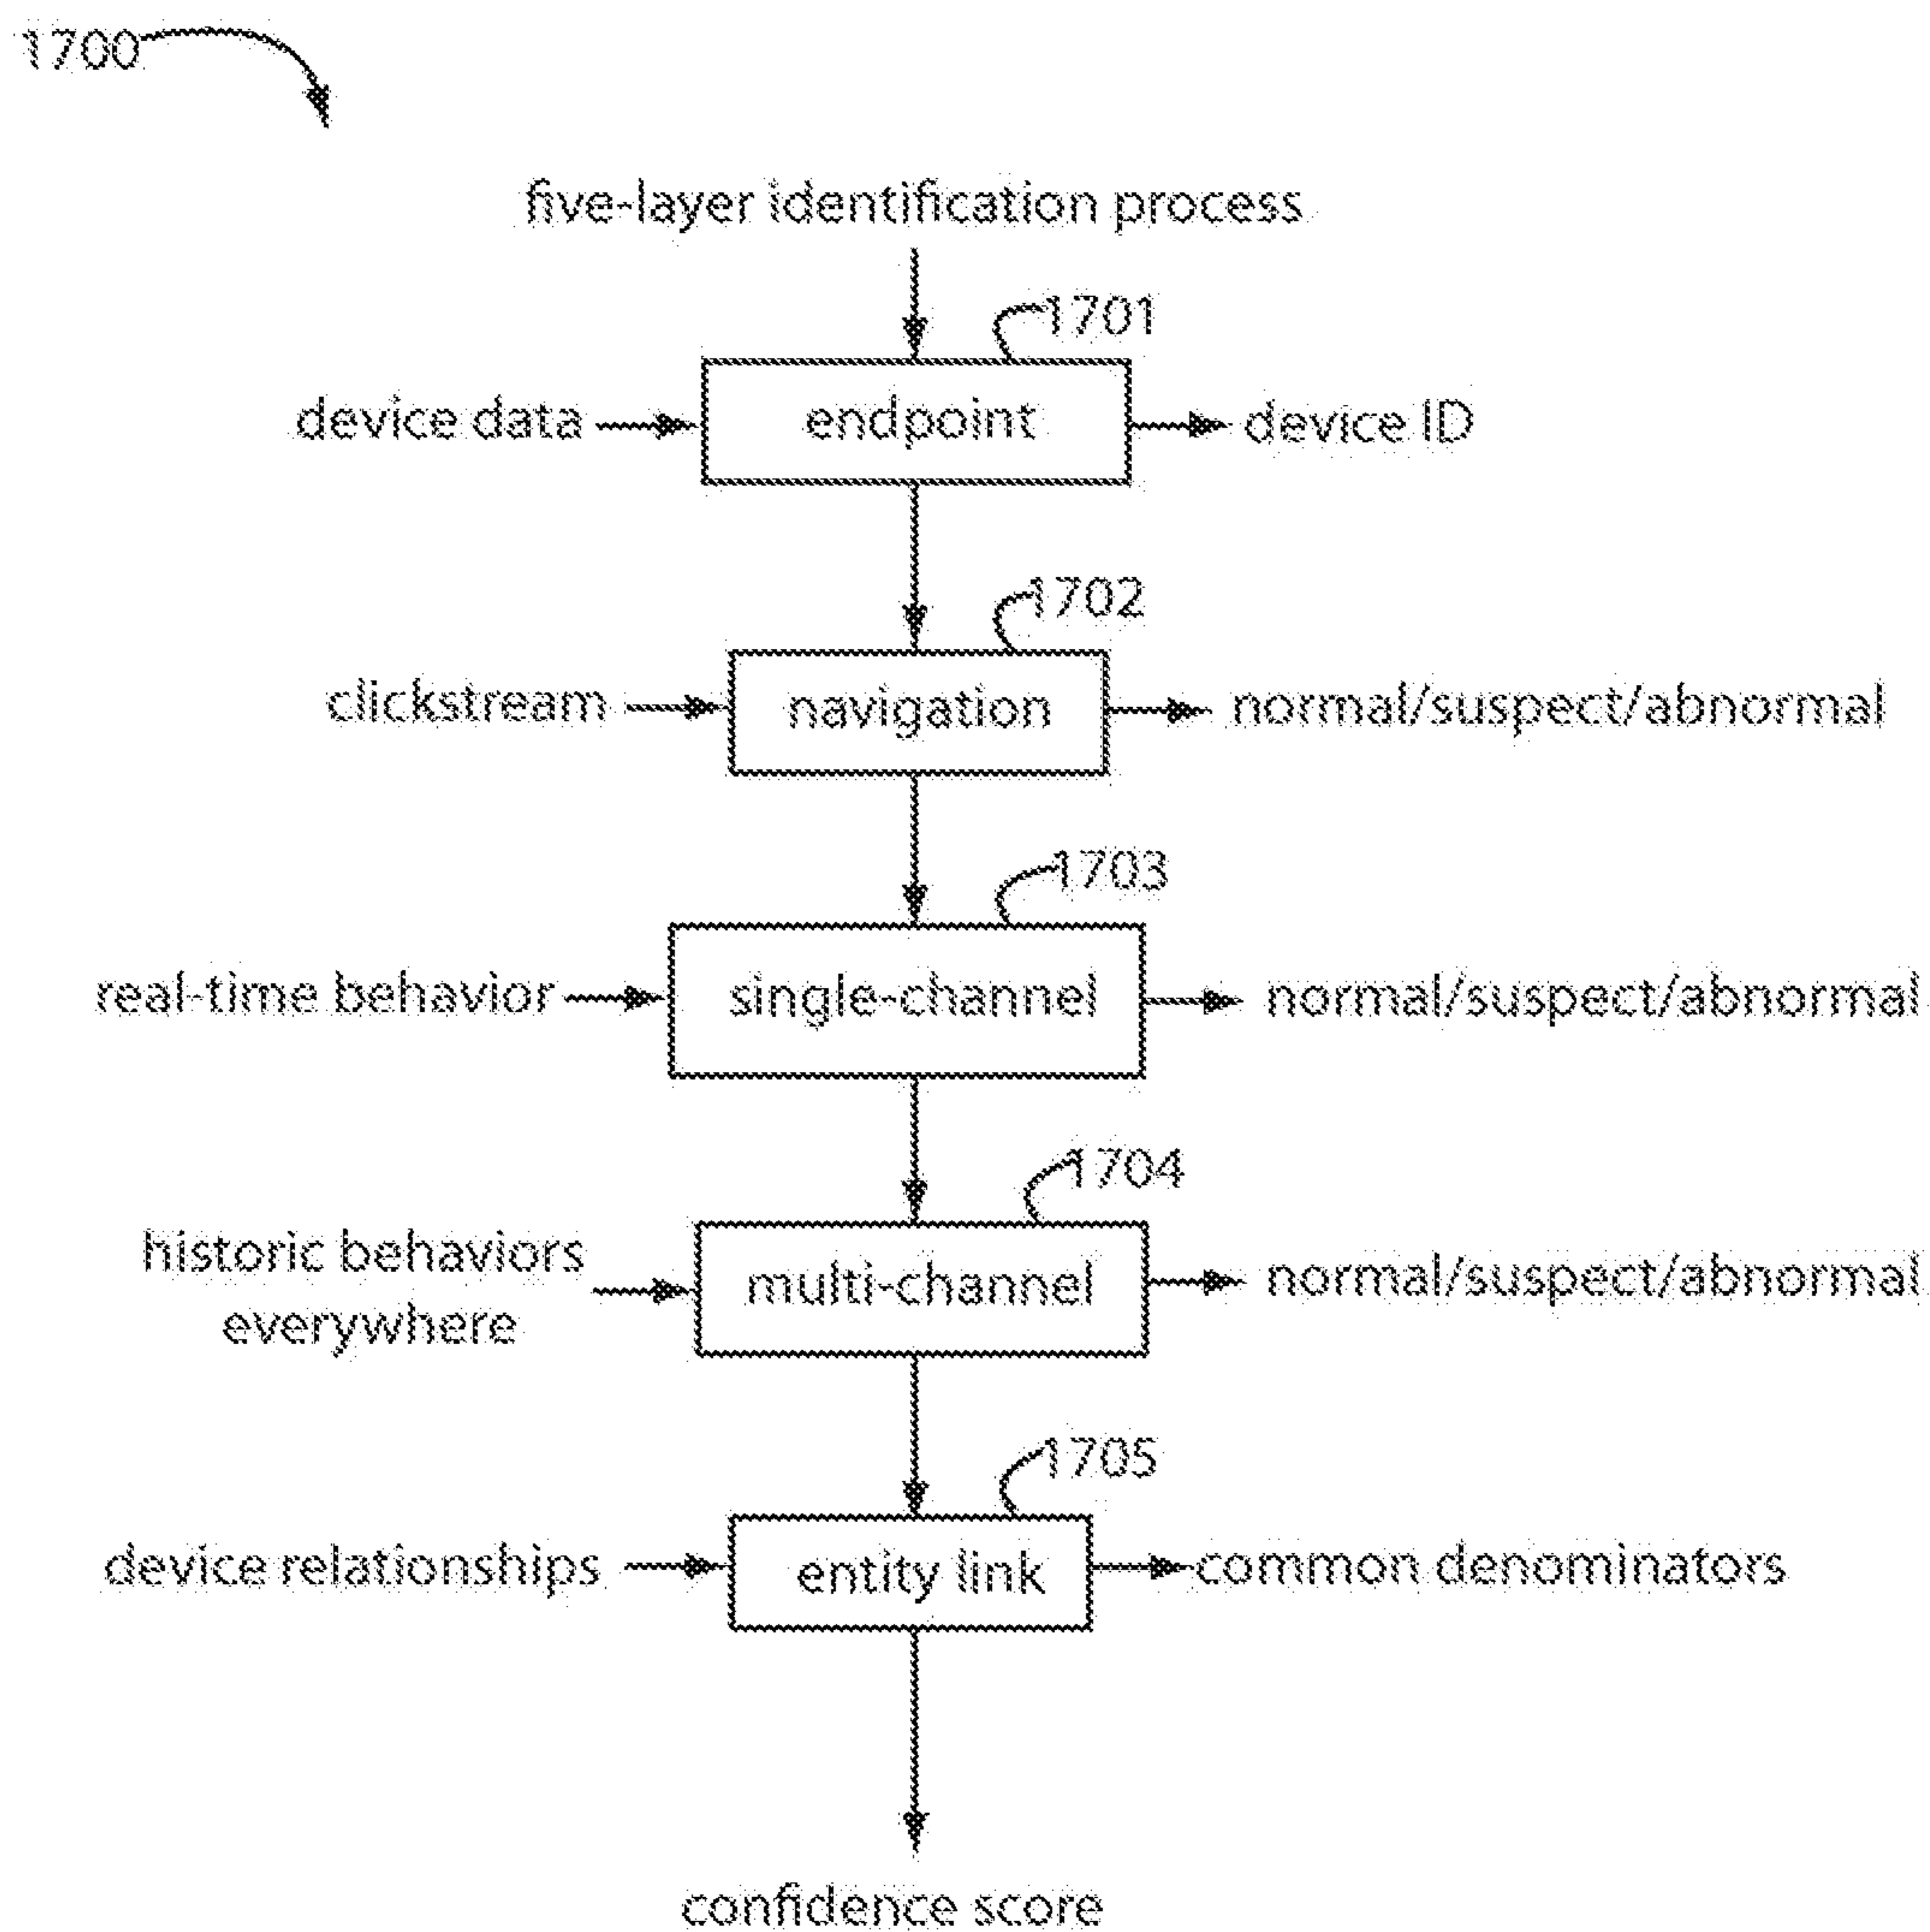 1700
five-layer identification process
1701
device data
endpoint
device ID
1702
clickstream
navigation
normal/suspect/abnormal
1703
real-time behavior
single-channel
normal/suspect/abnormal
1704
historic behaviors
everywhere
multi-channel
normal/suspect/abnormal
1705
device relationships
entity link
common denominators
confidence score